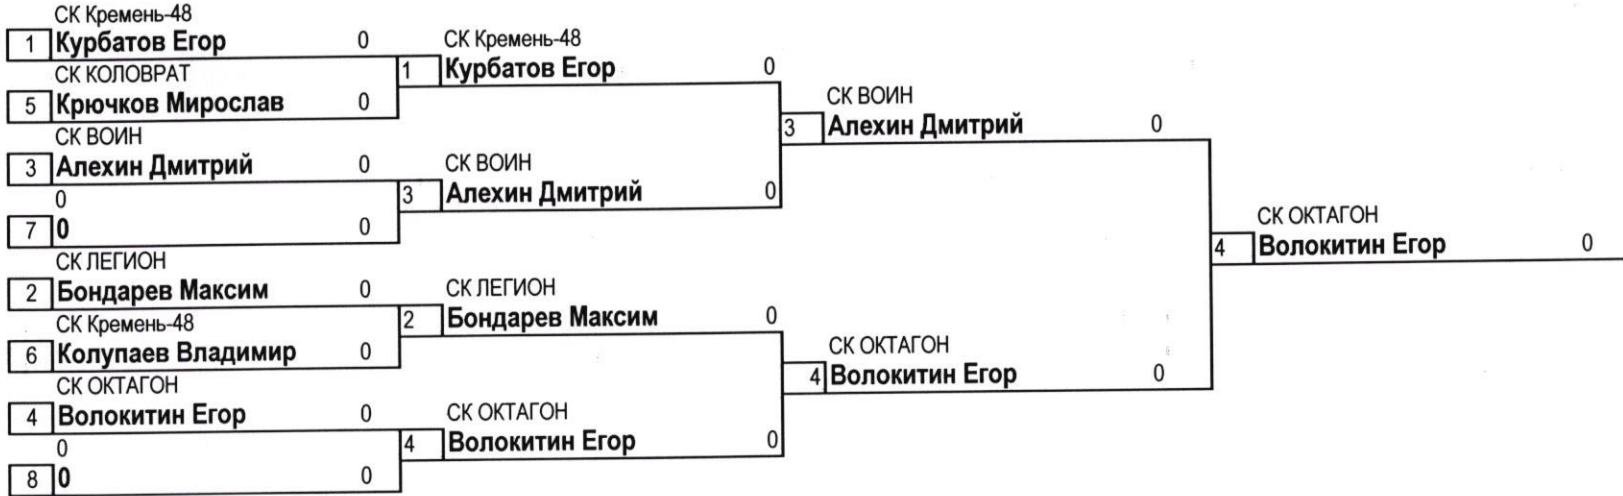 СК Кремень-48
1 Курбатов Егор 0
СК КОЛОВРАТ
5 Крючков Мирослав 0
СК ВОИН
3 Алехин Дмитрий 0
0
7 0 0
СК ЛЕГИОН
2 Бондарев Максим 0
СК Кремень-48
6 Колупаев Владимир 0
СК ОКТАГОН
4 Волокитин Егор 0
0
8 0 0
СК Кремень-48
1 Курбатов Егор 0
СК ВОИН
3 Алехин Дмитрий 0
СК ЛЕГИОН
2 Бондарев Максим 0
СК ОКТАГОН
4 Волокитин Егор 0
СК ВОИН
3 Алехин Дмитрий 0
СК ОКТАГОН
4 Волокитин Егор 0
СК ОКТАГОН
4 Волокитин Егор 0